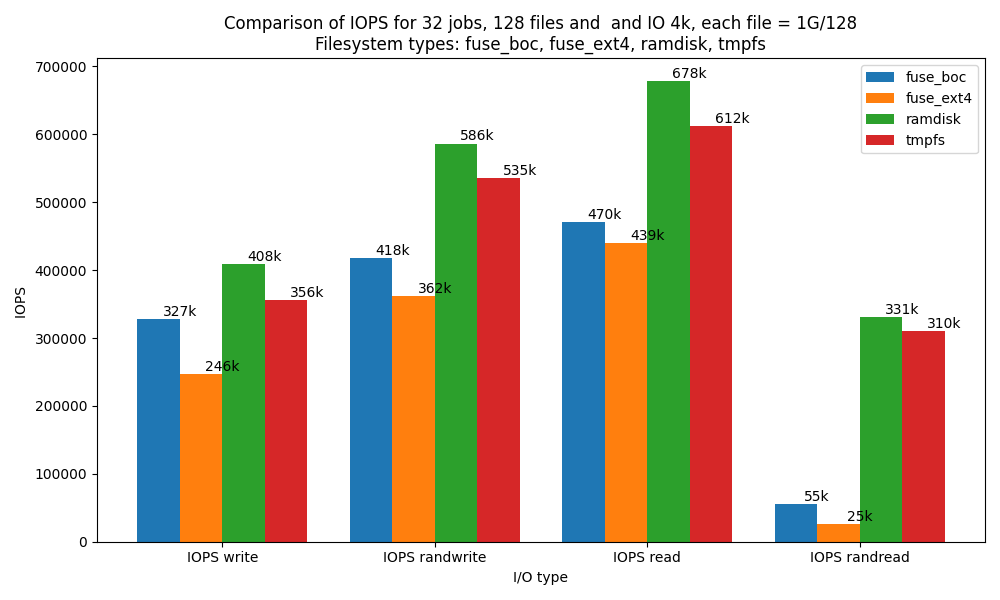 Comparison of IOPS for 32 jobs, 128 files and  and IO 4k, each file = 1G/128
Filesystem types: fuse_boc, fuse_ext4, ramdisk, tmpfs
fuse_boc
fuse_ext4
ramdisk
tmpfs
IOPS
700000
600000
500000
400000
300000
200000
100000
0
327k
246k
408k
356k
418k
362k
586k
535k
470k
439k
678k
612k
55k
25k
331k
310k
IOPS write
IOPS randwrite
IOPS read
IOPS randread
I/O type